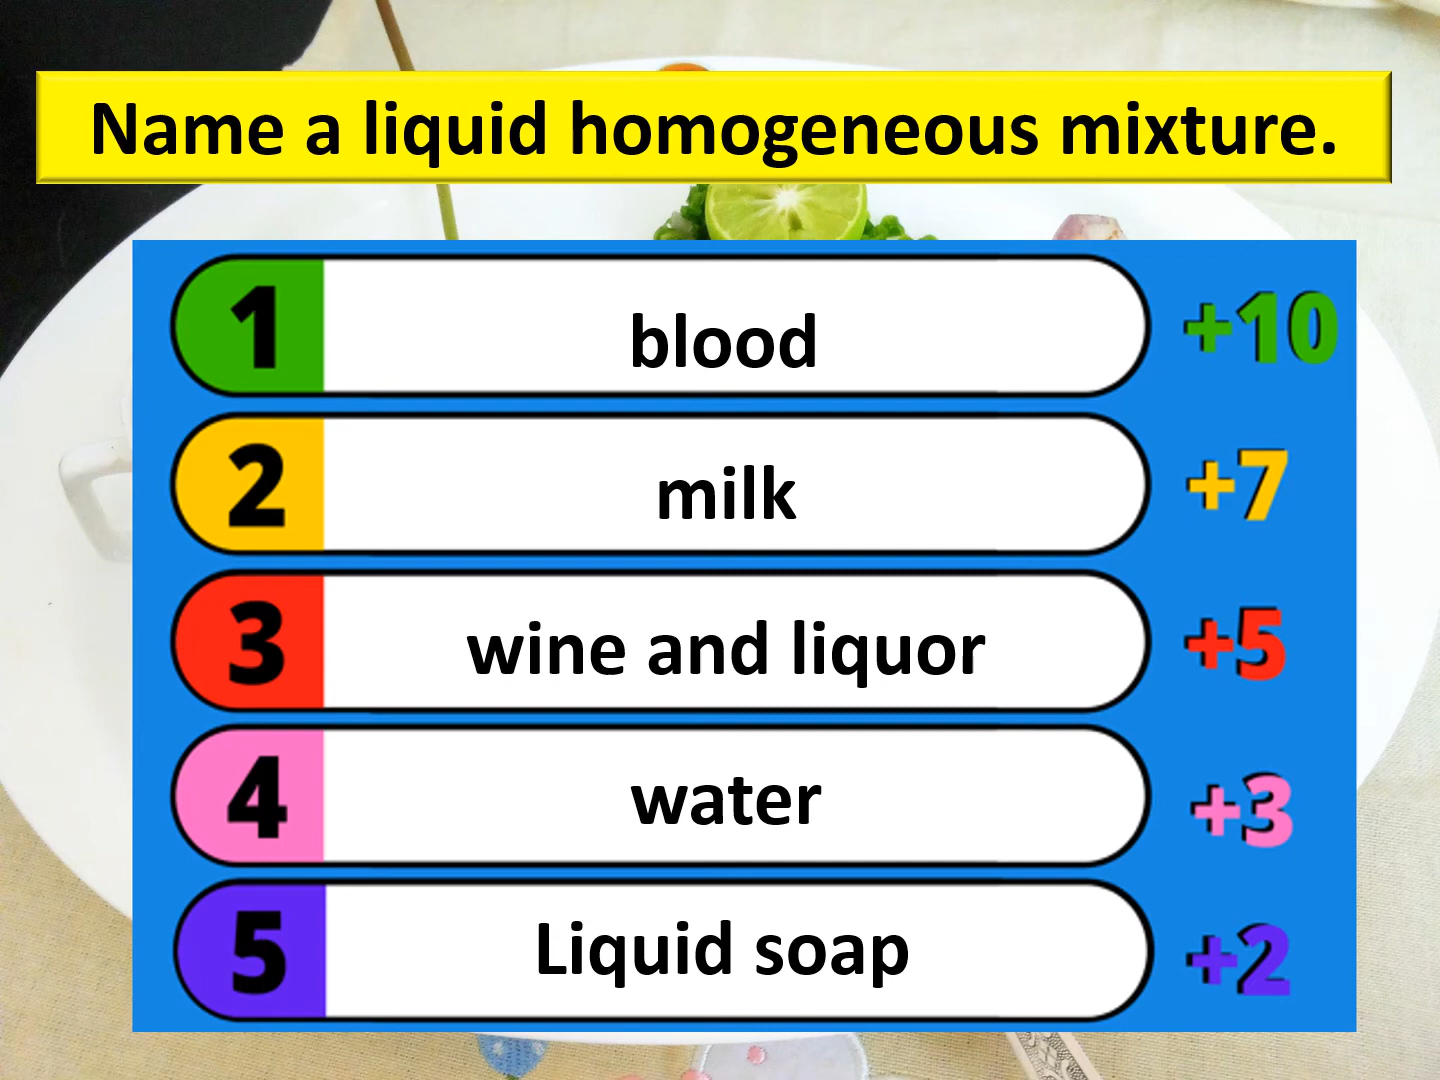 Name a liquid homogeneous mixture.
1 blood +10
2 milk +7
3 wine and liquor +5
4 water +3
5 Liquid soap +2